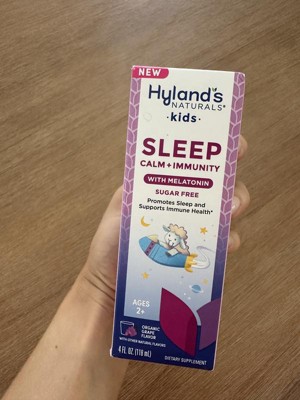 NEW
Hyland's
NATURALS®
• kids •
SLEEP
CALM + IMMUNITY
WITH MELATONIN
SUGAR FREE
Promotes Sleep and
Supports Immune Health*
AGES
2+
ORGANIC
GRAPE
FLAVOR
WITH OTHER NATURAL FLAVORS
4 FL OZ. (118 mL)
DIETARY SUPPLEMENT